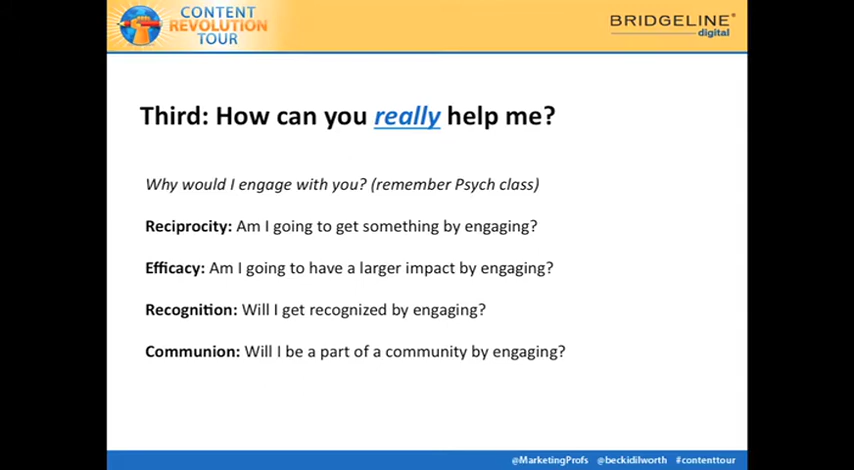 CONTENT
REVOLUTION
TOUR
BRIDGELINE®
digital
Third: How can you really help me?
Why would I engage with you? (remember Psych class)
Reciprocity: Am I going to get something by engaging?
Efficacy: Am I going to have a larger impact by engaging?
Recognition: Will I get recognized by engaging?
Communion: Will I be a part of a community by engaging?
@MarketingProfs @beckidilworth #contenttour